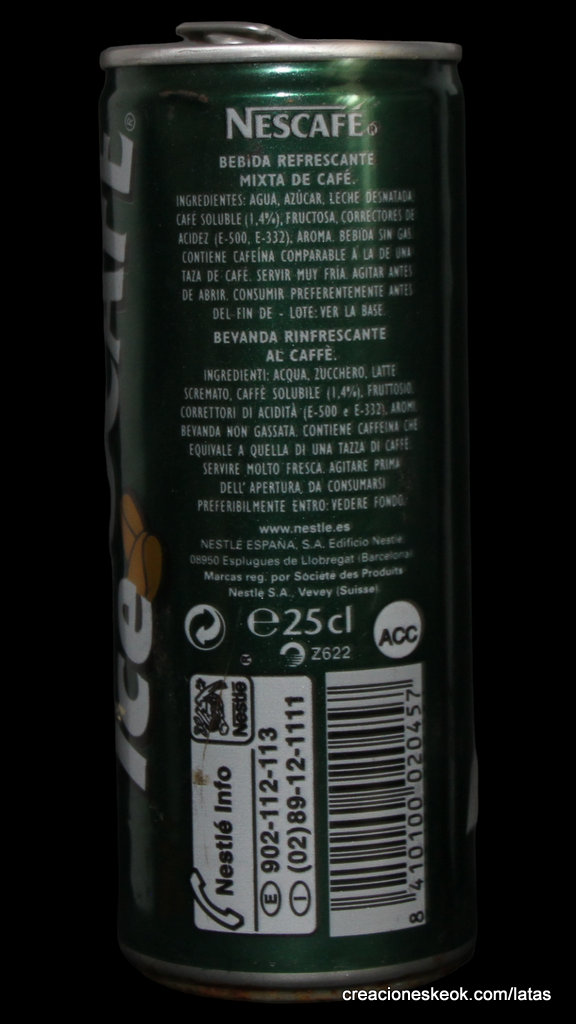 NESCAFÉ
BEBIDA REFRESCANTE
MIXTA DE CAFÉ.
INGREDIENTES: AGUA, AZÚCAR, LECHE DESNATADA
CAFÉ SOLUBLE (1,4%), FRUCTOSA, CORRECTORES DE
ACIDEZ (E-500, E-332), AROMA. BEBIDA SIN GAS
CONTIENE CAFEÍNA COMPARABLE A LA DE UNA
TAZA DE CAFÉ. SERVIR MUY FRÍA. AGITAR ANTES
DE ABRIR. CONSUMIR PREFERENTEMENTE ANTES
DEL FIN DE - LOTE: VER LA BASE.
BEVANDA RINFRESCANTE
AL CAFFÈ.
INGREDIENTI: ACQUA, ZUCCHERO, LATTE
SCREMATO, CAFFÈ SOLUBILE (1,4%), FRUTTOSIO,
CORRETTORI DI ACIDITÀ (E-500 e E-332), AROMI.
BEVANDA NON GASSATA. CONTIENE CAFFEINA CHE
EQUIVALE A QUELLA DI UNA TAZZA DI CAFFÈ.
SERVIRE MOLTO FRESCA. AGITARE PRIMA
DELL'APERTURA, DA CONSUMARSI
PREFERIBILMENTE ENTRO: VEDERE FONDO.
www.nestle.es
NESTLÉ ESPAÑA, S.A. Edificio Nestlé
08950 Esplugues de Llobregat (Barcelona)
Marcas reg. por Société des Produits
Nestlé S.A., Vevey (Suisse)
℮25cl
ACC
Z622
Nestlé
Nestlé Info
E 902-112-113
I (02)89-12-1111
8 410100 020457
Ice
creacioneskeok.com/latas